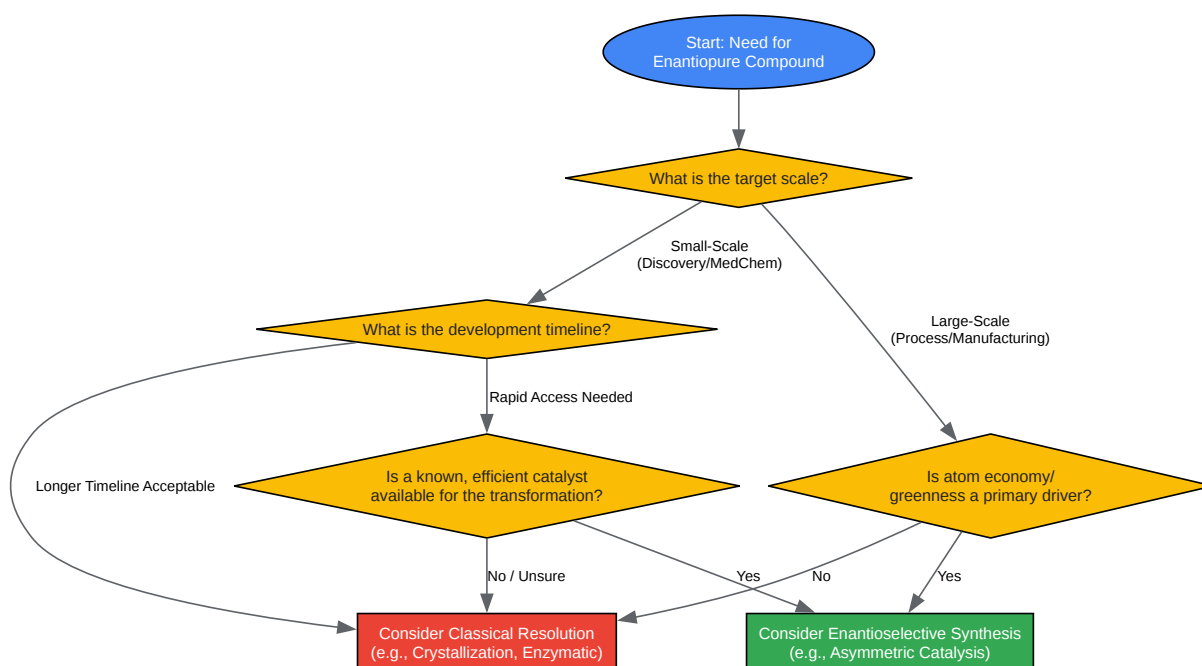 Start: Need for
Enantiopure Compound
What is the target scale?
Small-Scale
(Discovery/MedChem)
What is the development timeline?
Large-Scale
(Process/Manufacturing)
Rapid Access Needed
Longer Timeline Acceptable
Is a known, efficient catalyst
available for the transformation?
Is atom economy/
greenness a primary driver?
No / Unsure
Yes
No
Yes
Consider Classical Resolution
(e.g., Crystallization, Enzymatic)
Consider Enantioselective Synthesis
(e.g., Asymmetric Catalysis)